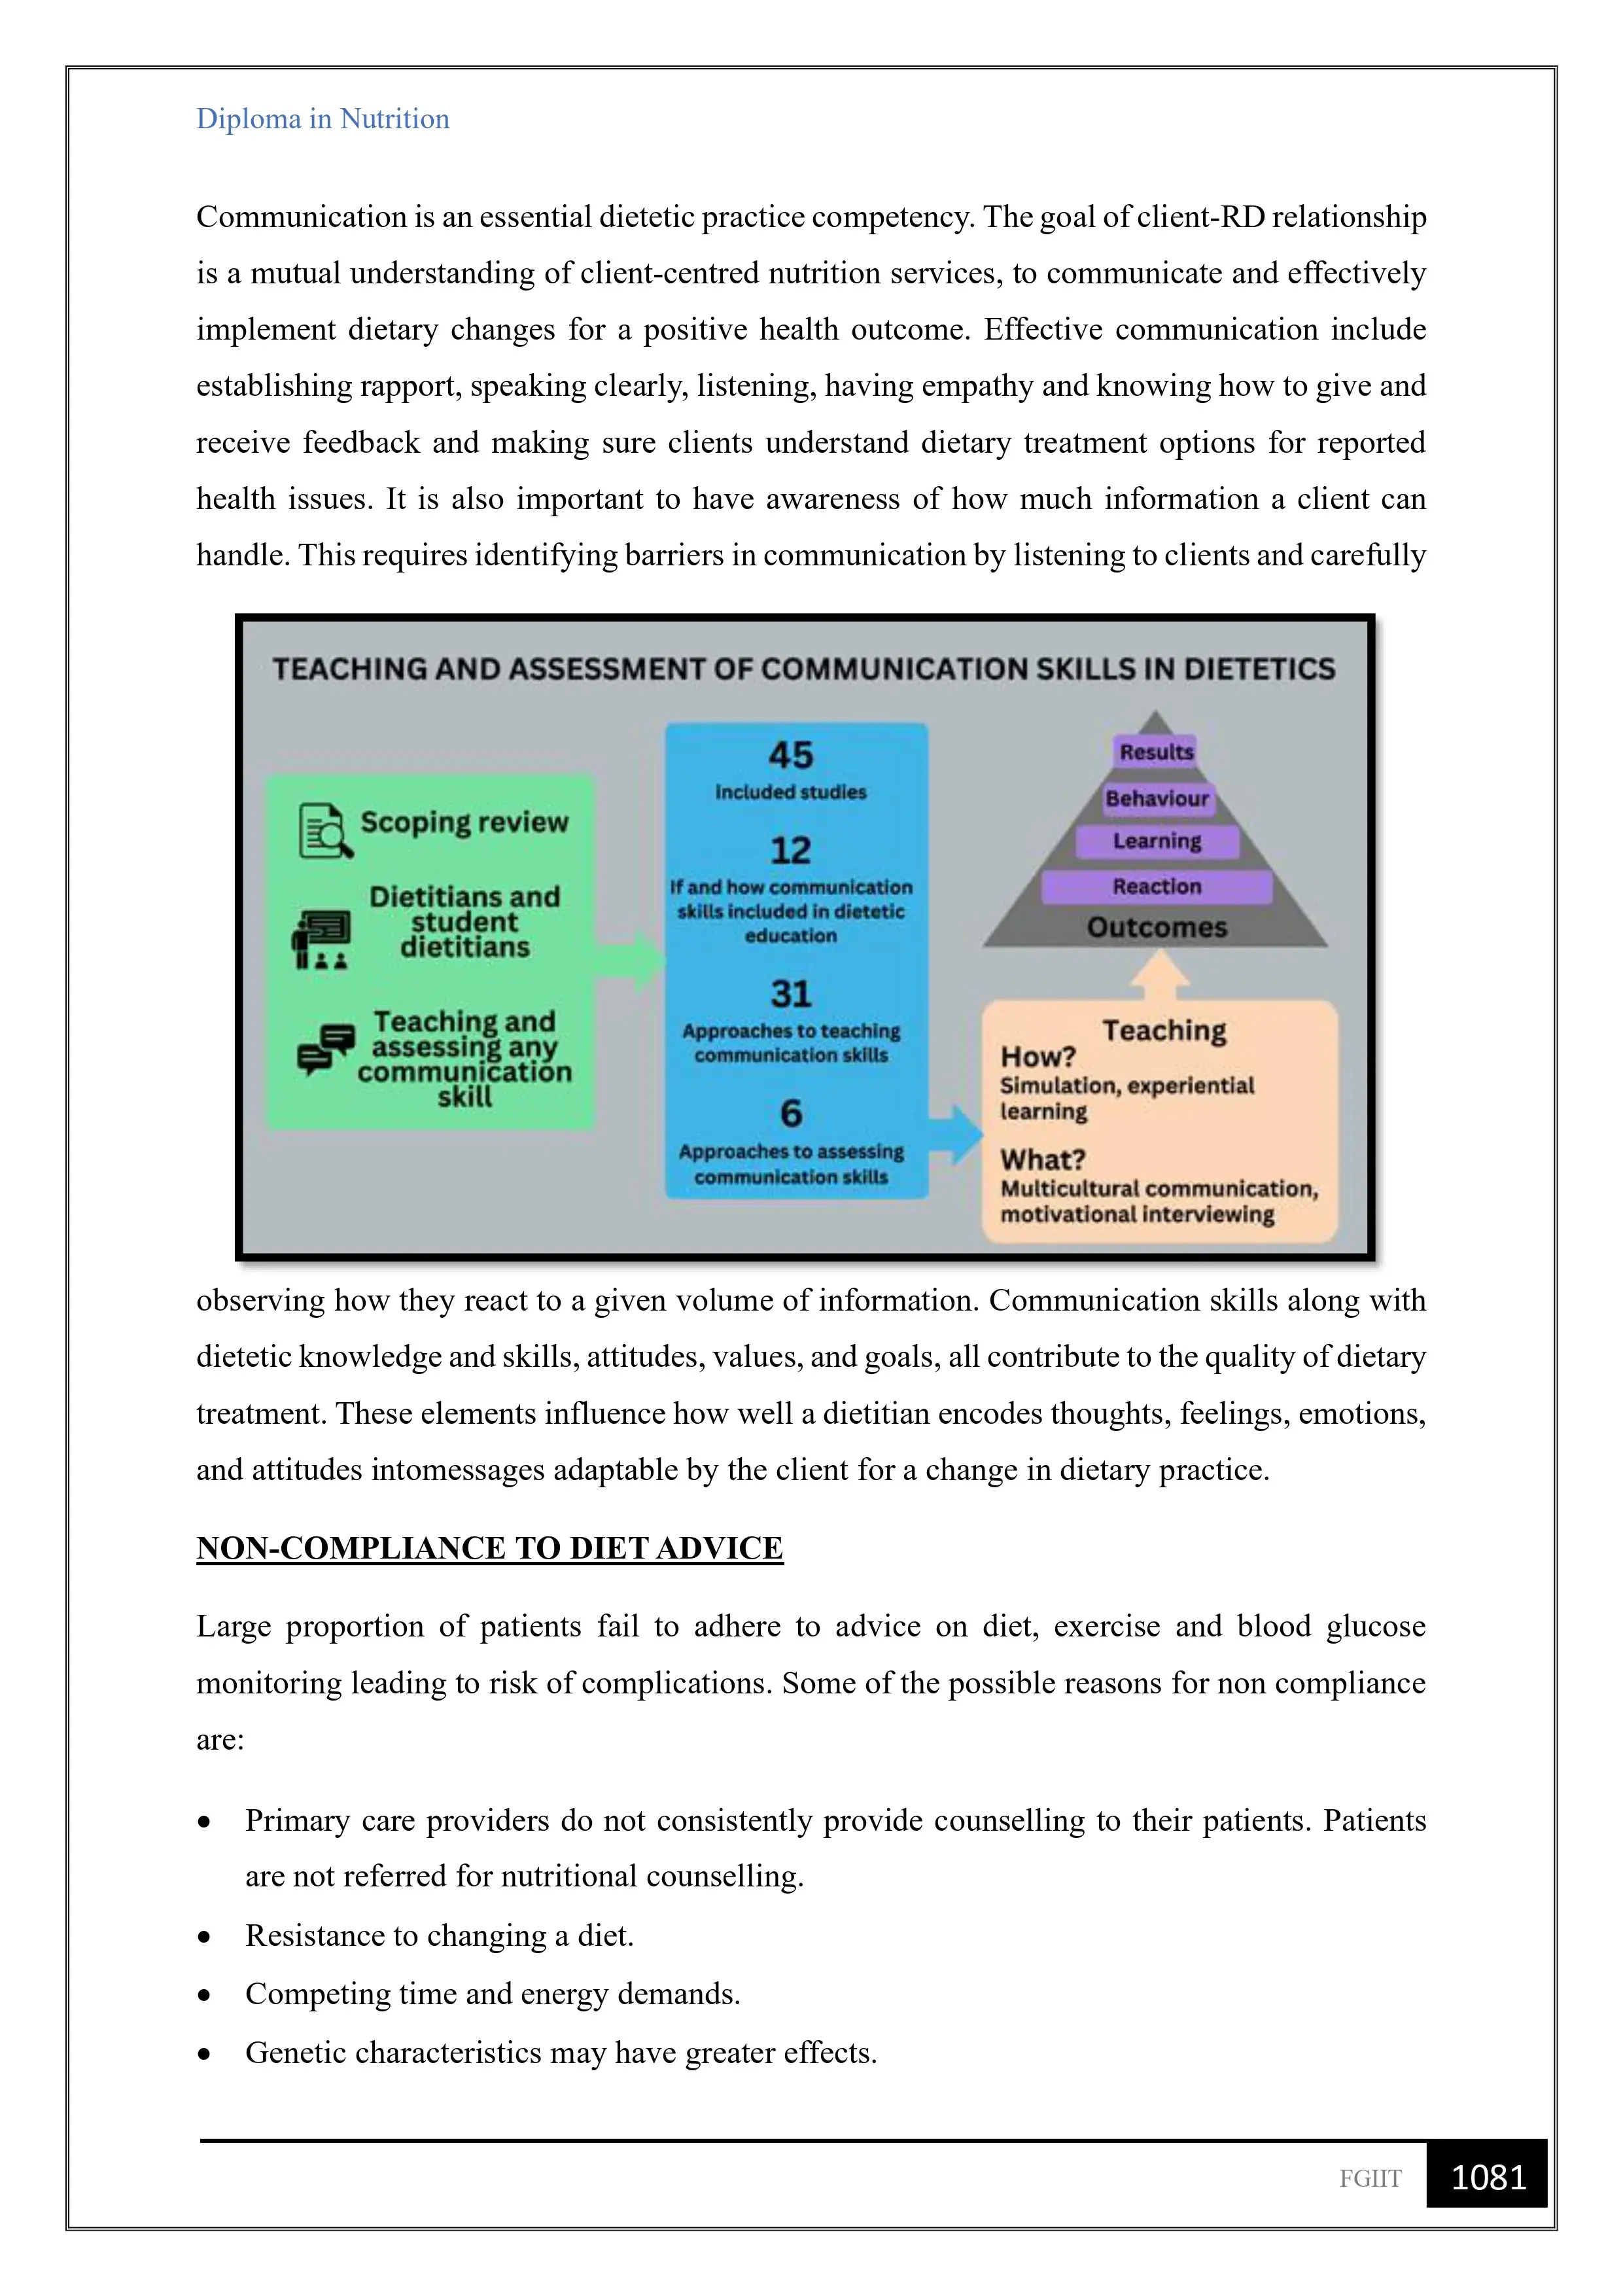 Diploma in Nutrition
Communication is an essential dietetic practice competency. The goal of client-RD relationship
is a mutual understanding of client-centred nutrition services, to communicate and effectively
implement dietary changes for a positive health outcome. Effective communication include
establishing rapport, speaking clearly, listening, having empathy and knowing how to give and
receive feedback and making sure clients understand dietary treatment options for reported
health issues. It is also important to have awareness of how much information a client can
handle. This requires identifying barriers in communication by listening to clients and carefully
TEACHING AND ASSESSMENT OF COMMUNICATION SKILLS IN DIETETICS
Scoping review
Dietitians and
student
dietitians
Teaching and
assessing any
communication
skill
45
Included studies
12
If and how communication
skills included in dietetic
education
31
Approaches to teaching
communication skills
6
Approaches to assessing
communication skills
Results
Behaviour
Learning
Reaction
Outcomes
Teaching
How?
Simulation, experiential
learning
What?
Multicultural communication,
motivational interviewing
observing how they react to a given volume of information. Communication skills along with
dietetic knowledge and skills, attitudes, values, and goals, all contribute to the quality of dietary
treatment. These elements influence how well a dietitian encodes thoughts, feelings, emotions,
and attitudes intomessages adaptable by the client for a change in dietary practice.
NON-COMPLIANCE TO DIET ADVICE
Large proportion of patients fail to adhere to advice on diet, exercise and blood glucose
monitoring leading to risk of complications. Some of the possible reasons for non compliance
are:
• Primary care providers do not consistently provide counselling to their patients. Patients
are not referred for nutritional counselling.
• Resistance to changing a diet.
• Competing time and energy demands.
• Genetic characteristics may have greater effects.
FGIIT 1081